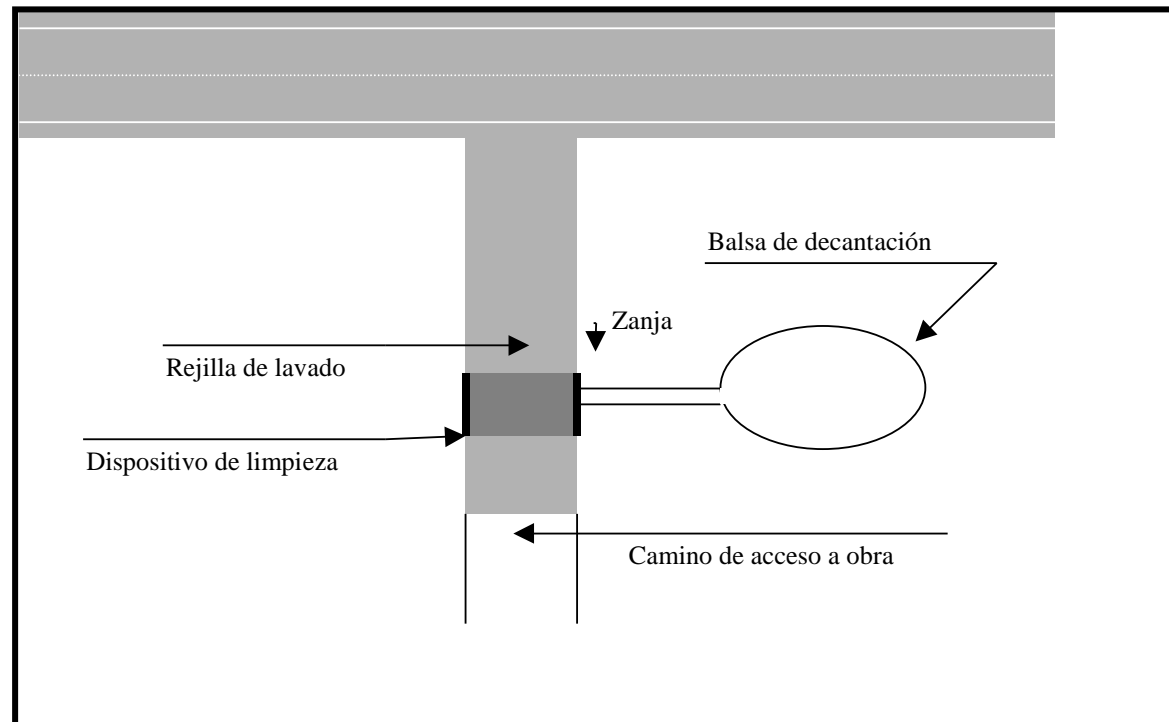 Balsa de decantación
Zanja
Rejilla de lavado
Dispositivo de limpieza
Camino de acceso a obra